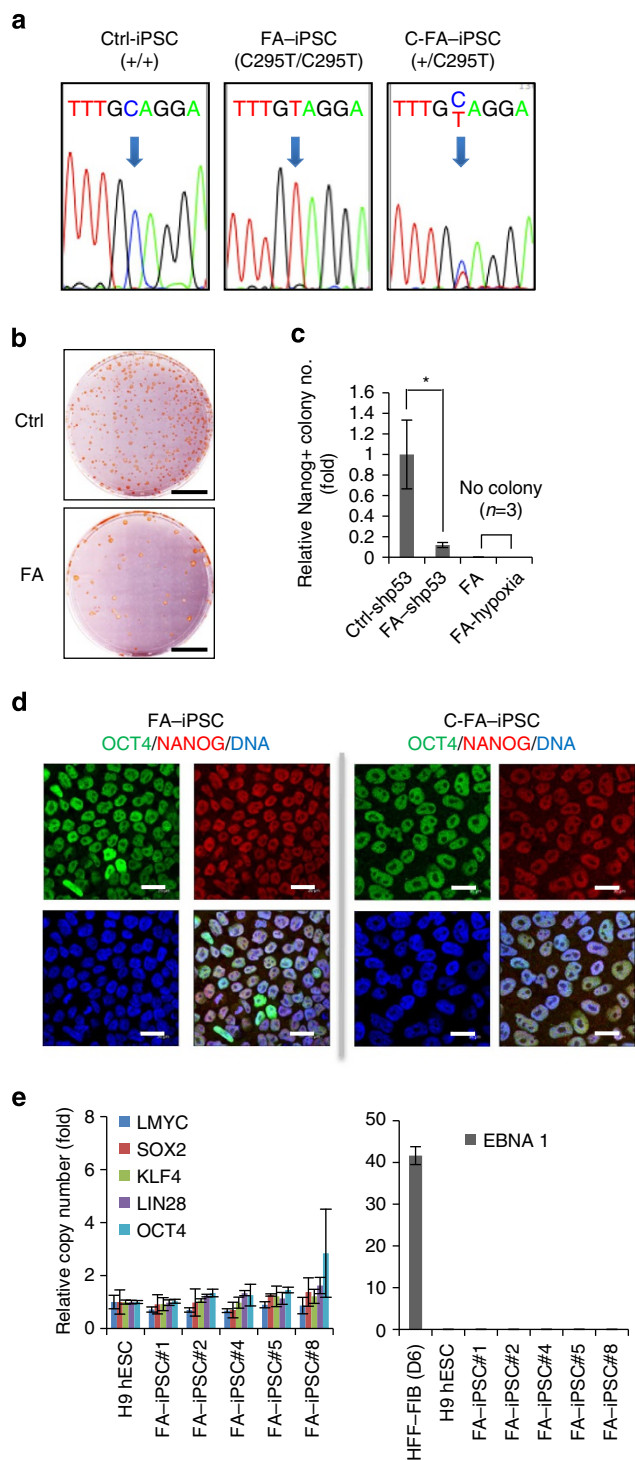 a
Ctrl-iPSC
(+/+)
FA–iPSC
(C295T/C295T)
C-FA–iPSC
(+/C295T)
TTTGCAGGA
TTTGTAGGA
TTTG C/T AGGA
b
Ctrl
FA
c
Relative Nanog+ colony no.
(fold)
1.6
1.4
1.2
1
0.8
0.6
0.4
0.2
0
*
No colony
(n=3)
Ctrl-shp53
FA–shp53
FA
FA-hypoxia
d
FA–iPSC
OCT4/NANOG/DNA
C-FA–iPSC
OCT4/NANOG/DNA
e
Relative copy number (fold)
8
6
4
2
0
LMYC
SOX2
KLF4
LIN28
OCT4
H9 hESC
FA–iPSC#1
FA–iPSC#2
FA–iPSC#4
FA–iPSC#5
FA–iPSC#8
50
40
30
20
10
0
EBNA 1
HFF–FIB (D6)
H9 hESC
FA–iPSC#1
FA–iPSC#2
FA–iPSC#4
FA–iPSC#5
FA–iPSC#8